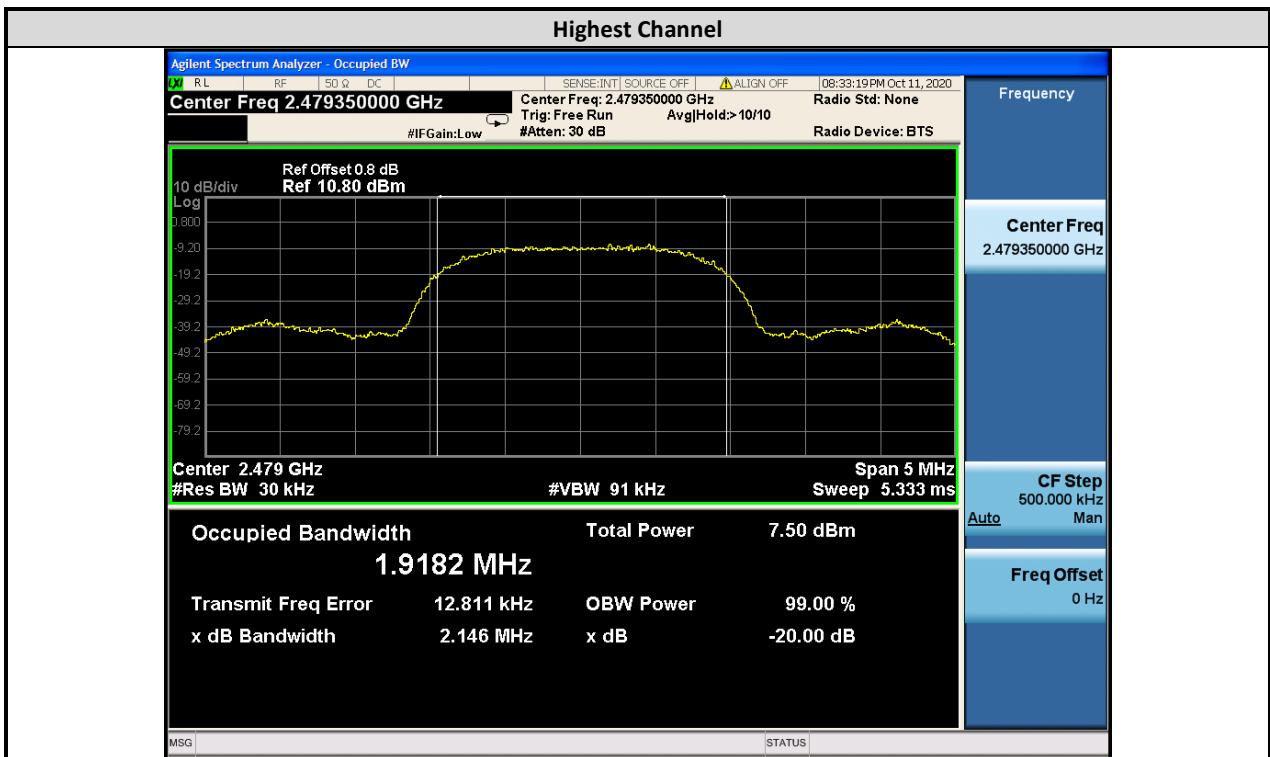 Highest Channel
Agilent Spectrum Analyzer - Occupied BW
LXI RL RF 50 Ω DC SENSE:INT SOURCE OFF ALIGN OFF 08:33:19 PM Oct 11, 2020
Center Freq 2.479350000 GHz
Center Freq: 2.479350000 GHz
Radio Std: None
Trig: Free Run Avg|Hold:>10/10
#IFGain:Low
#Atten: 30 dB
Radio Device: BTS
Ref Offset 0.8 dB
10 dB/div Ref 10.80 dBm
Log
0.800
-9.20
-19.2
-29.2
-39.2
-49.2
-59.2
-69.2
-79.2
Center 2.479 GHz Span 5 MHz
#Res BW 30 kHz #VBW 91 kHz Sweep 5.333 ms
Occupied Bandwidth Total Power 7.50 dBm
1.9182 MHz
Transmit Freq Error 12.811 kHz OBW Power 99.00 %
x dB Bandwidth 2.146 MHz x dB -20.00 dB
MSG STATUS
Frequency
Center Freq
2.479350000 GHz
CF Step
500.000 kHz
Auto Man
Freq Offset
0 Hz